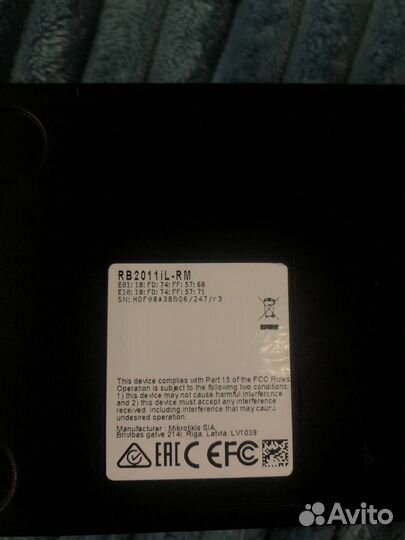 RB2011iL-RM
E01:18:FD:74:FF:57:68
E10:18:FD:74:FF:57:71
SN:HDF08A38BQ6/247/r3
This device complies with Part 15 of the FCC Rules
Operation is subject to the following two conditions:
1) this device may not cause harmful interference,
and 2) this device must accept any interference
received, including interference that may cause
undesired operation.
Manufacturer: Mikrotikls SIA,
Brivibas gatve 214i, Riga, Latvia, LV1039
EAC CE FC
Avito